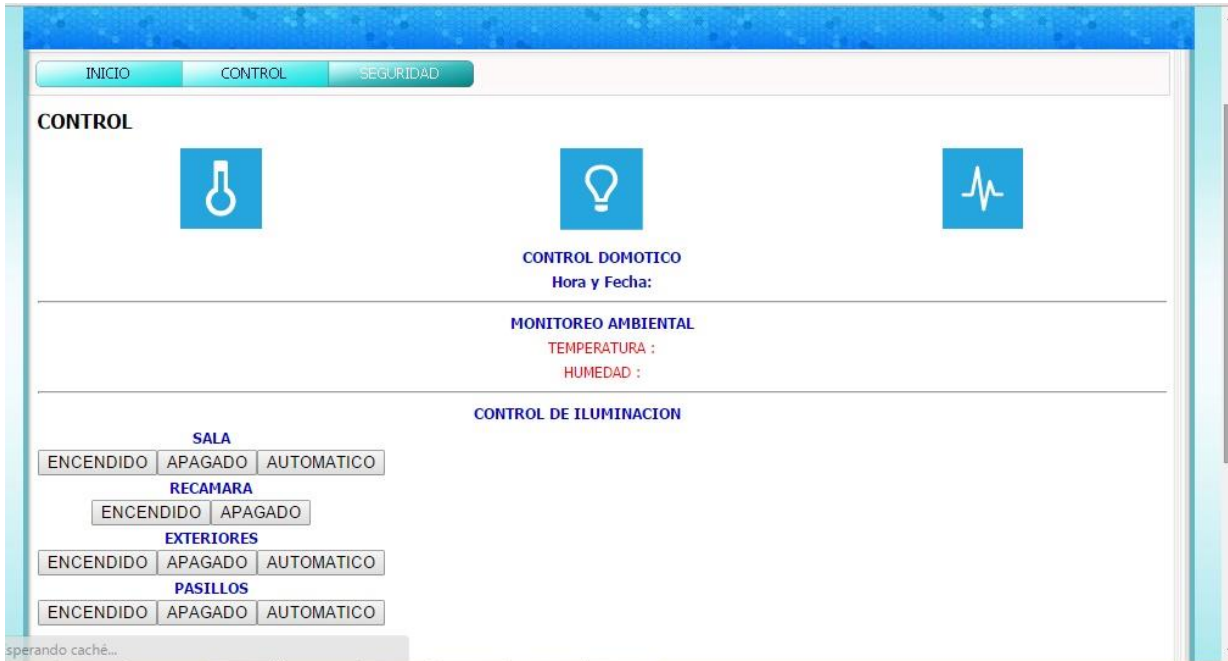 INICIO CONTROL SEGURIDAD
CONTROL
CONTROL DOMOTICO
Hora y Fecha:
MONITOREO AMBIENTAL
TEMPERATURA :
HUMEDAD :
CONTROL DE ILUMINACION
SALA
ENCENDIDO APAGADO AUTOMATICO
RECAMARA
ENCENDIDO APAGADO
EXTERIORES
ENCENDIDO APAGADO AUTOMATICO
PASILLOS
ENCENDIDO APAGADO AUTOMATICO
sperando caché...